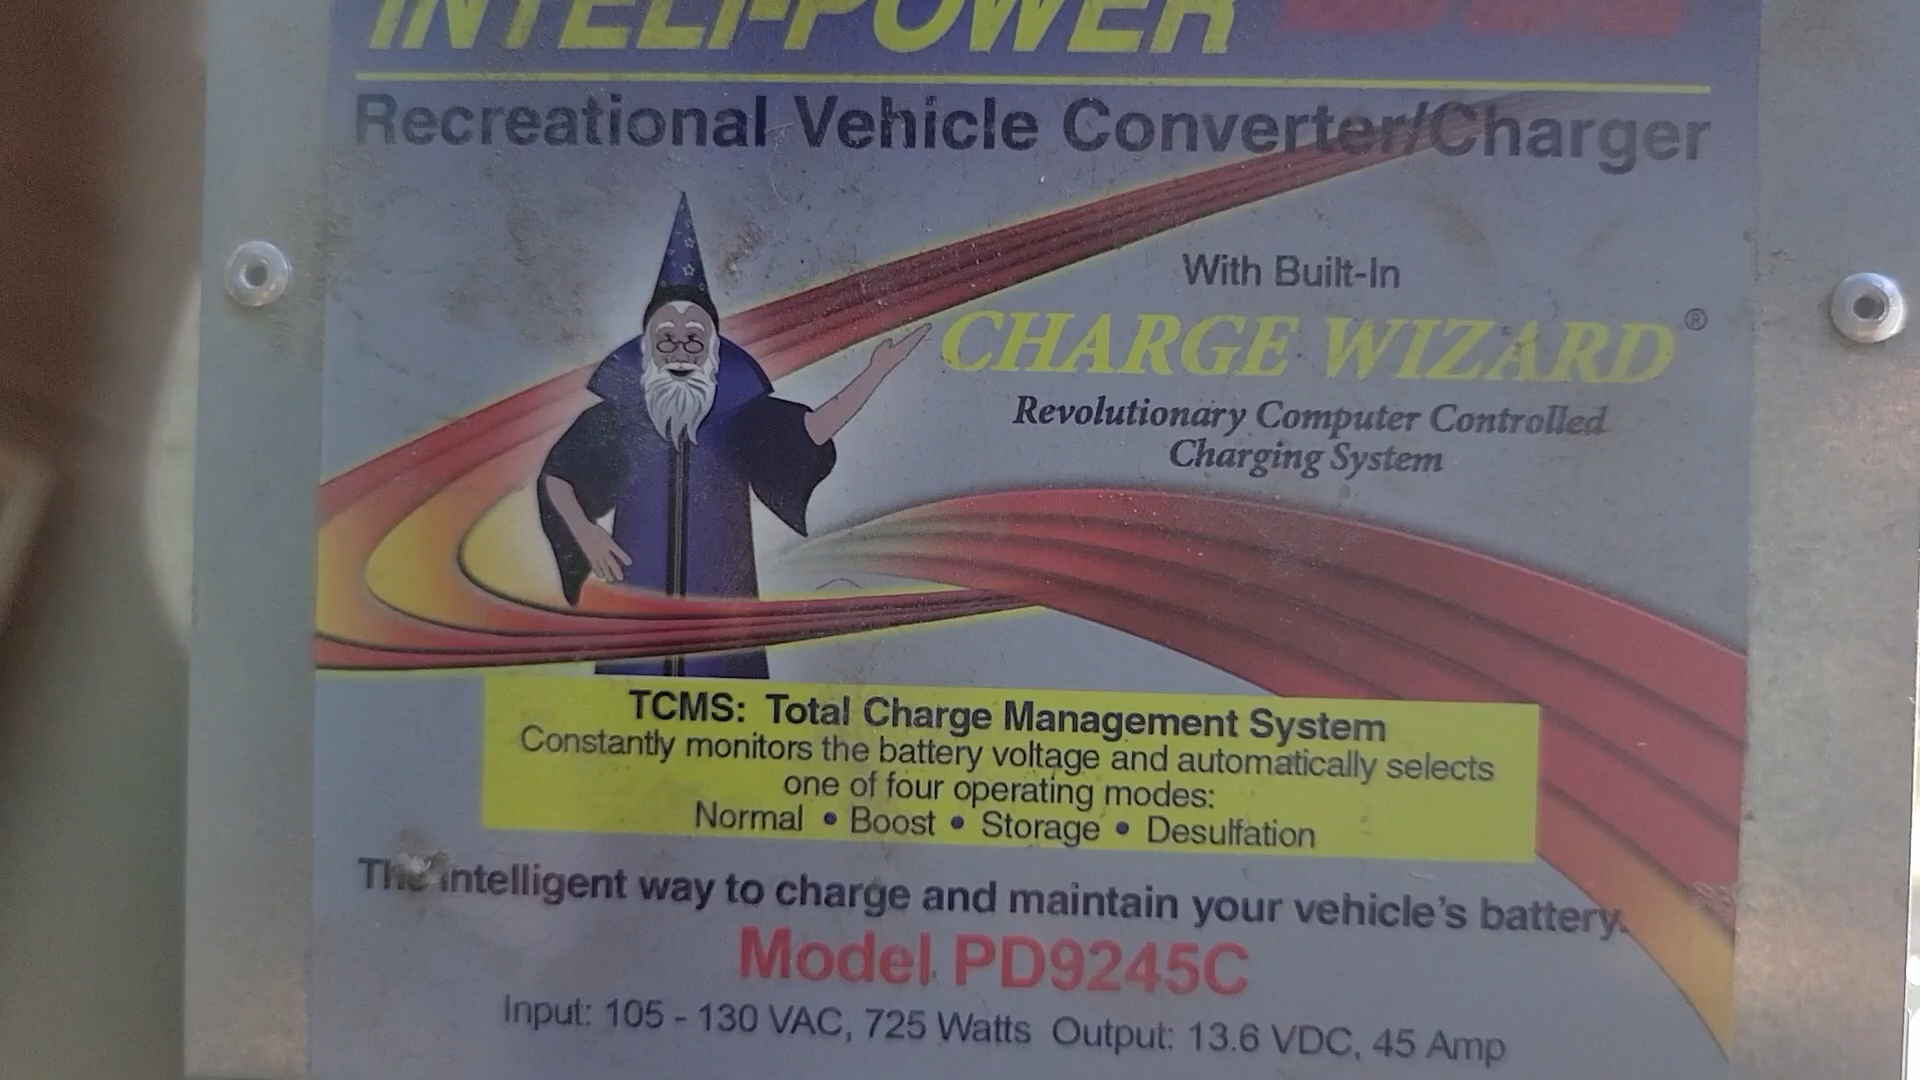 INTELI-POWER
Recreational Vehicle Converter/Charger
With Built-In
CHARGE WIZARD®
Revolutionary Computer Controlled
Charging System
TCMS: Total Charge Management System
Constantly monitors the battery voltage and automatically selects
one of four operating modes:
Normal • Boost • Storage • Desulfation
The intelligent way to charge and maintain your vehicle's battery.
Model PD9245C
Input: 105 - 130 VAC, 725 Watts Output: 13.6 VDC, 45 Amp